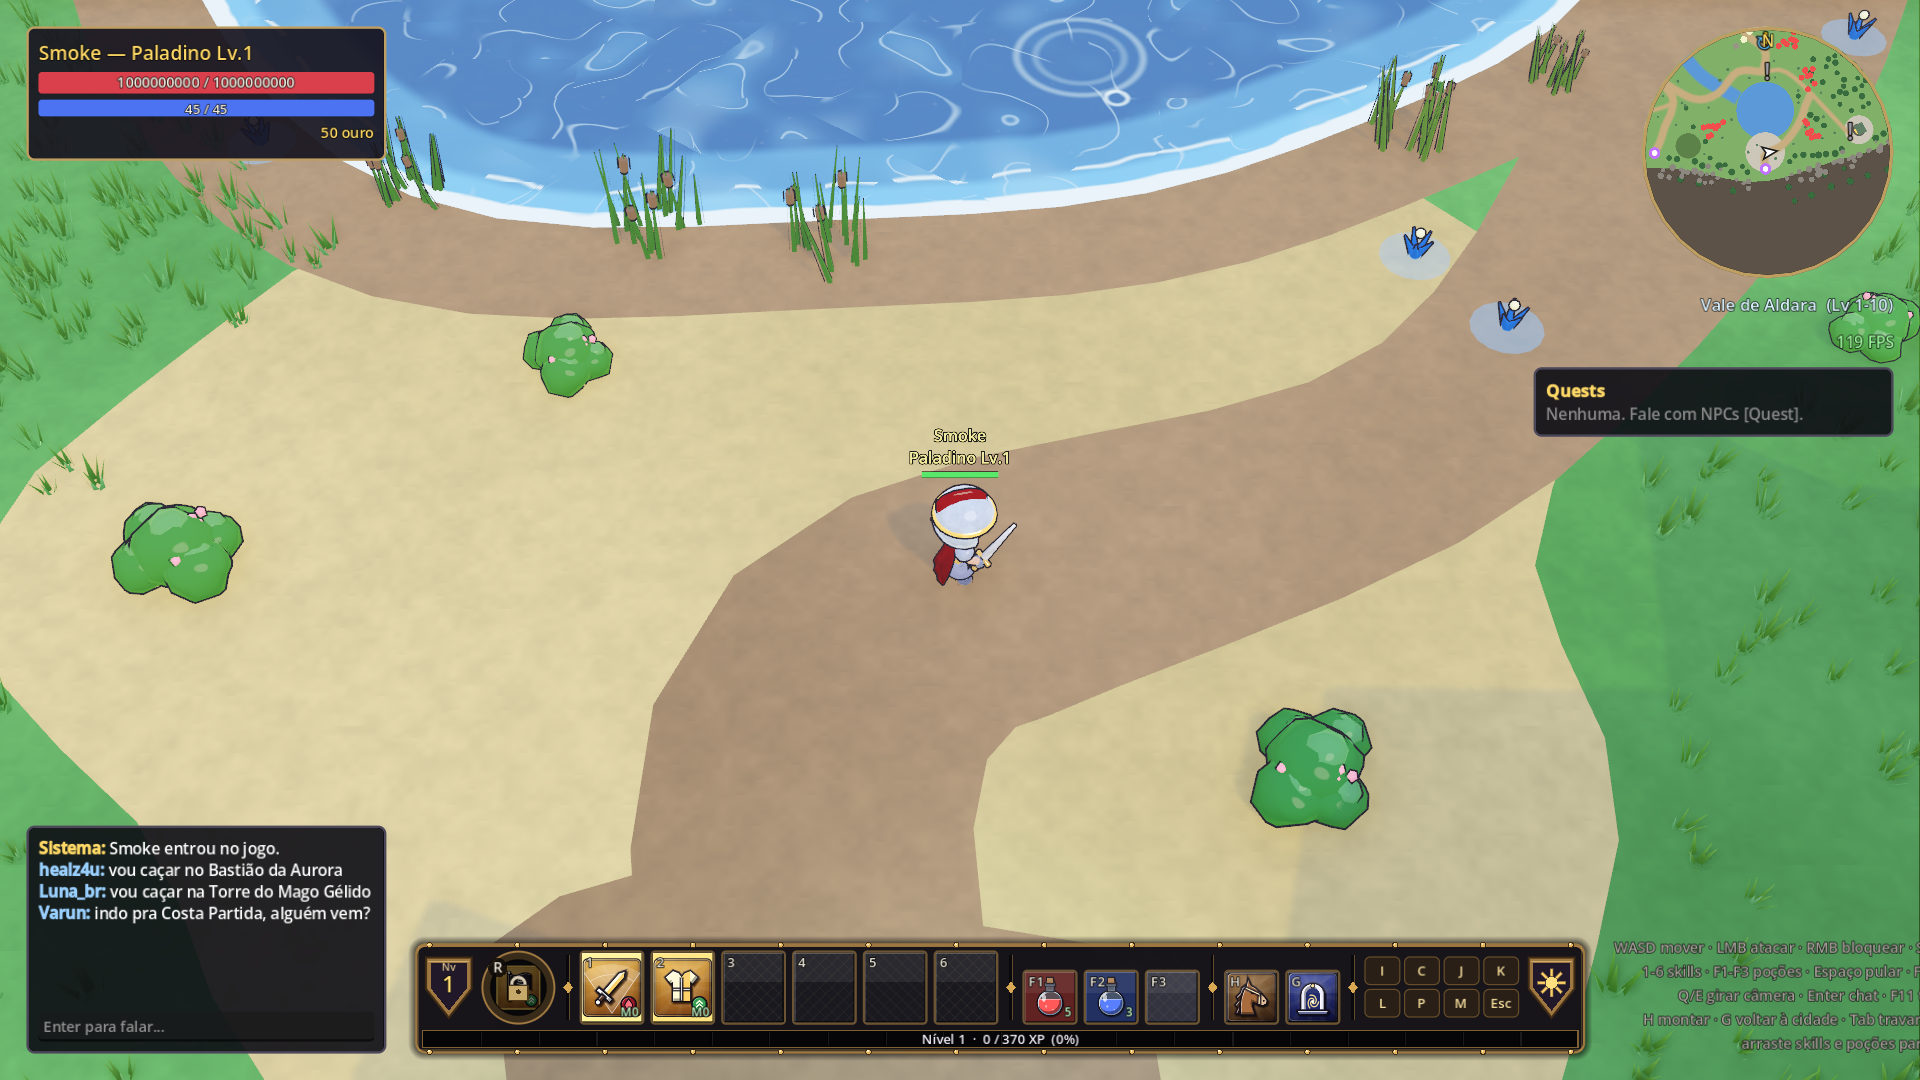 Smoke — Paladino Lv.1
1000000000 / 1000000000
45 / 45
50 ouro
N
Vale de Aldara (Lv 1-10)
119 FPS
Quests
Nenhuma. Fale com NPCs [Quest].
Smoke
Paladino Lv.1
Sistema: Smoke entrou no jogo.
healz4u: vou caçar no Bastião da Aurora
Luna_br: vou caçar na Torre do Mago Gélido
Varun: indo pra Costa Partida, alguém vem?
Enter para falar...
Nv
1
R
1 M0
2 M0
3
4
5
6
F1 5
F2 3
F3
H
G
I C J K
L P M Esc
Nível 1 · 0 / 370 XP (0%)
WASD mover · LMB atacar · RMB bloquear ·
1-6 skills · F1-F3 poções · Espaço pular ·
Q/E girar câmera · Enter chat · F11
H montar · G voltar à cidade · Tab
arraste skills e poções